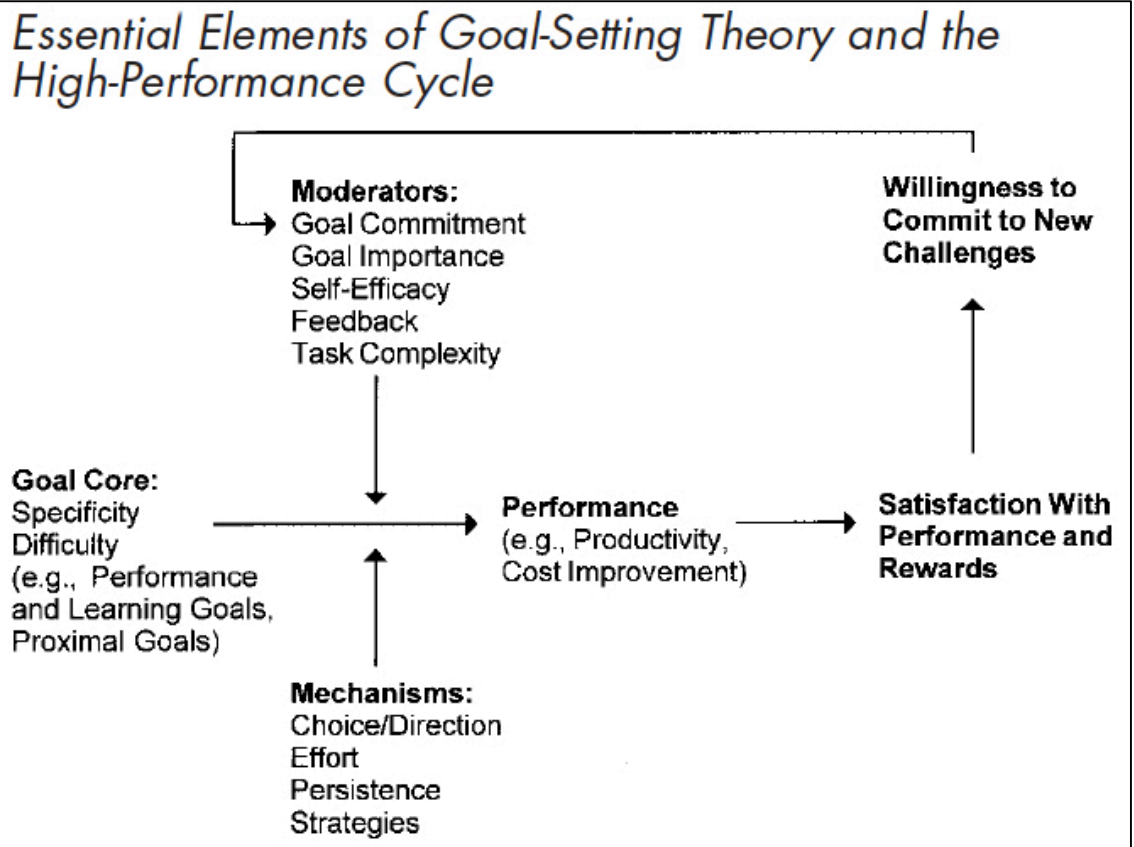 Essential Elements of Goal-Setting Theory and the
High-Performance Cycle
Moderators:
Goal Commitment
Goal Importance
Self-Efficacy
Feedback
Task Complexity
Willingness to
Commit to New
Challenges
Goal Core:
Specificity
Difficulty
(e.g., Performance
and Learning Goals,
Proximal Goals)
Performance
(e.g., Productivity,
Cost Improvement)
Satisfaction With
Performance and
Rewards
Mechanisms:
Choice/Direction
Effort
Persistence
Strategies